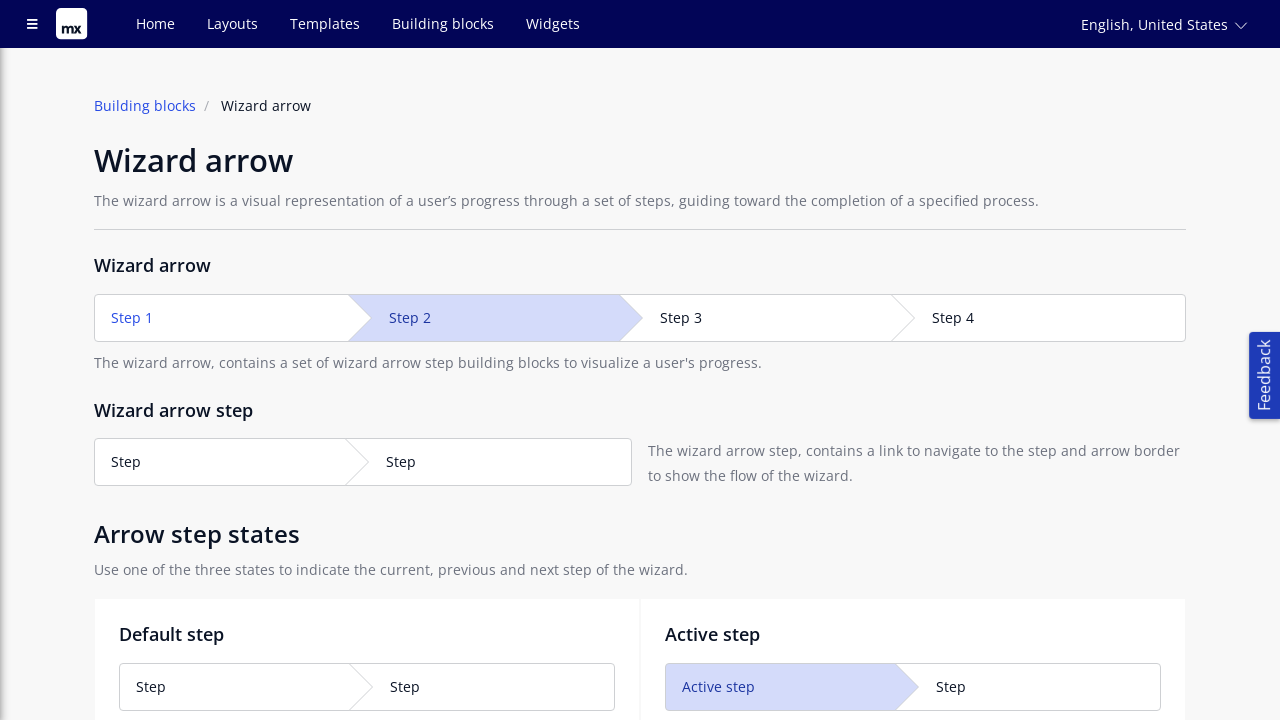 mx
Home
Layouts
Templates
Building blocks
Widgets
English, United States
Building blocks / Wizard arrow
Wizard arrow
The wizard arrow is a visual representation of a user’s progress through a set of steps, guiding toward the completion of a specified process.
Wizard arrow
Step 1
Step 2
Step 3
Step 4
The wizard arrow, contains a set of wizard arrow step building blocks to visualize a user's progress.
Feedback
Wizard arrow step
Step
Step
The wizard arrow step, contains a link to navigate to the step and arrow border
to show the flow of the wizard.
Arrow step states
Use one of the three states to indicate the current, previous and next step of the wizard.
Default step
Step
Step
Active step
Active step
Step